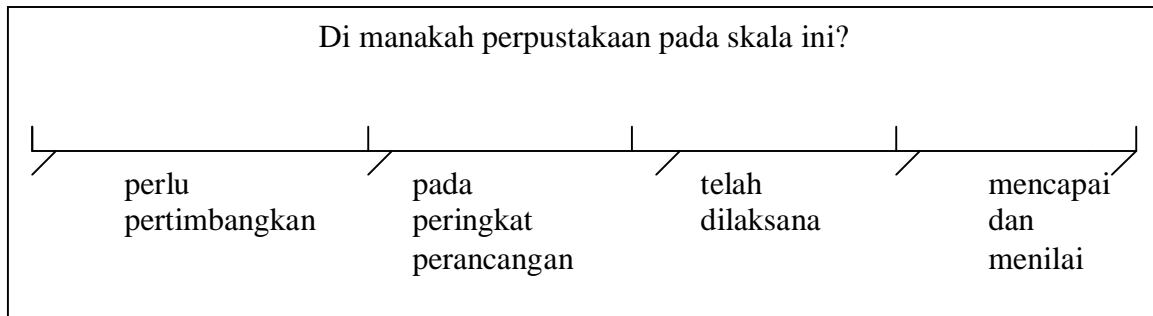 Di manakah perpustakaan pada skala ini?
perlu
pertimbangkan
pada
peringkat
perancangan
telah
dilaksana
mencapai
dan
menilai